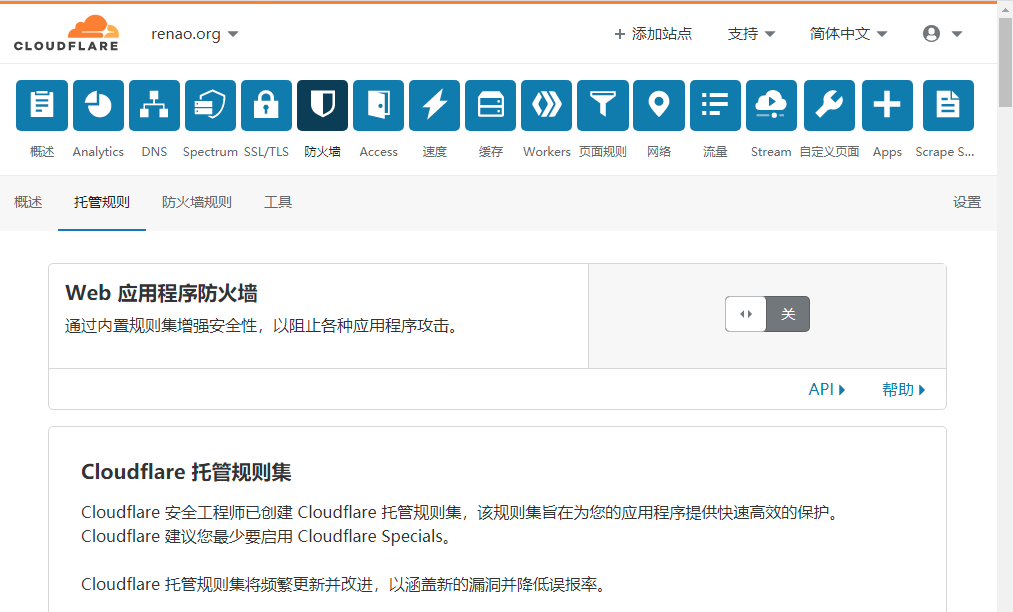 CLOUDFLARE
renao.org
+ 添加站点
支持
简体中文
概述 Analytics DNS Spectrum SSL/TLS 防火墙 Access 速度 缓存 Workers 页面规则 网络 流量 Stream 自定义页面 Apps Scrape S...
概述 托管规则 防火墙规则 工具 设置
Web 应用程序防火墙
通过内置规则集增强安全性，以阻止各种应用程序攻击。
关
API
帮助
Cloudflare 托管规则集
Cloudflare 安全工程师已创建 Cloudflare 托管规则集，该规则集旨在为您的应用程序提供快速高效的保护。
Cloudflare 建议您最少要启用 Cloudflare Specials。
Cloudflare 托管规则集将频繁更新并改进，以涵盖新的漏洞并降低误报率。